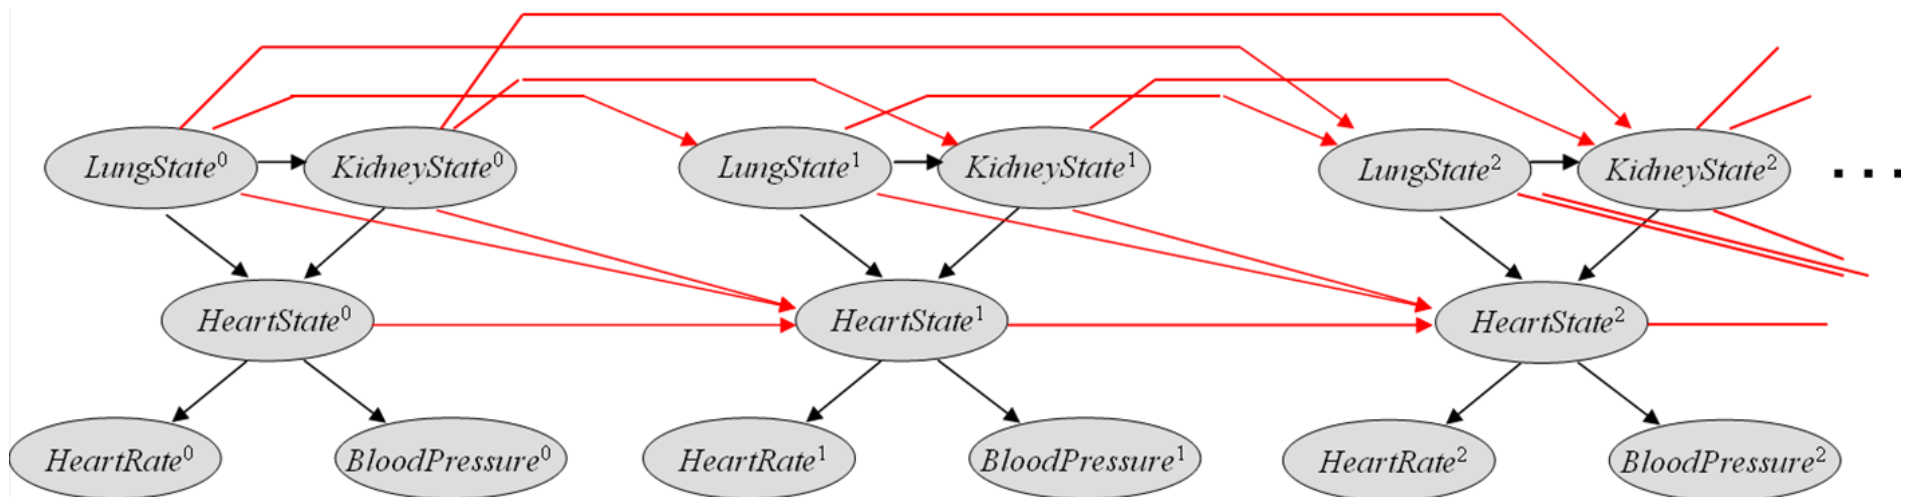 LungState⁰ KidneyState⁰ LungState¹ KidneyState¹ LungState² KidneyState² . . .
HeartState⁰ HeartState¹ HeartState²
HeartRate⁰ BloodPressure⁰ HeartRate¹ BloodPressure¹ HeartRate² BloodPressure²